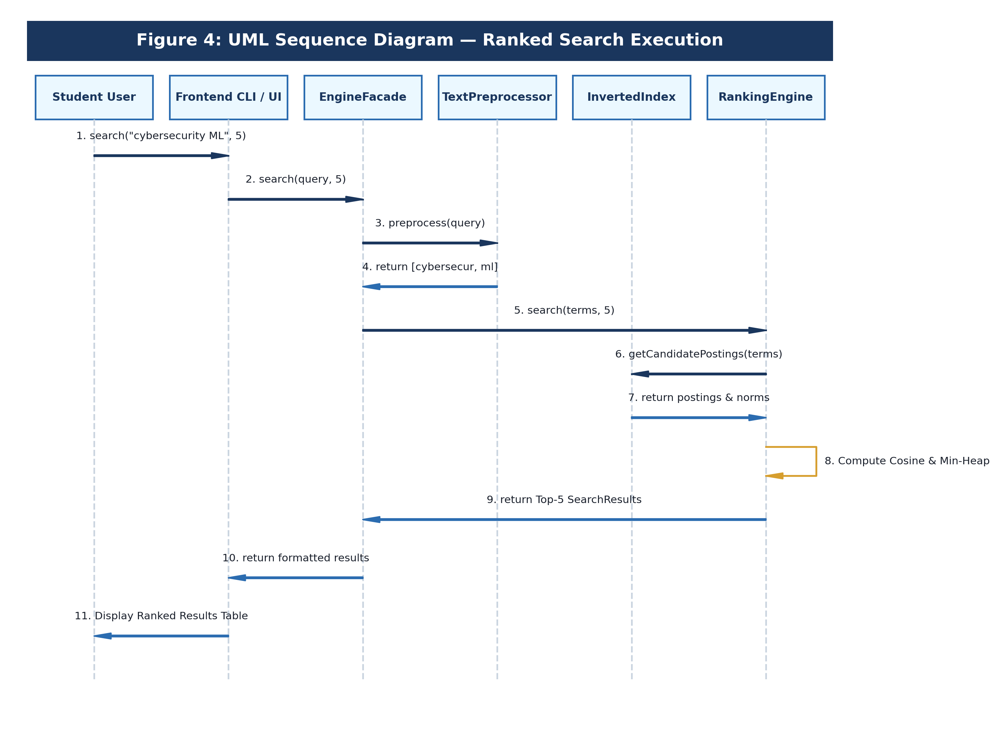 Figure 4: UML Sequence Diagram — Ranked Search Execution
Student User
Frontend CLI / UI
EngineFacade
TextPreprocessor
InvertedIndex
RankingEngine
1. search("cybersecurity ML", 5)
2. search(query, 5)
3. preprocess(query)
4. return [cybersecur, ml]
5. search(terms, 5)
6. getCandidatePostings(terms)
7. return postings & norms
8. Compute Cosine & Min-Heap
9. return Top-5 SearchResults
10. return formatted results
11. Display Ranked Results Table